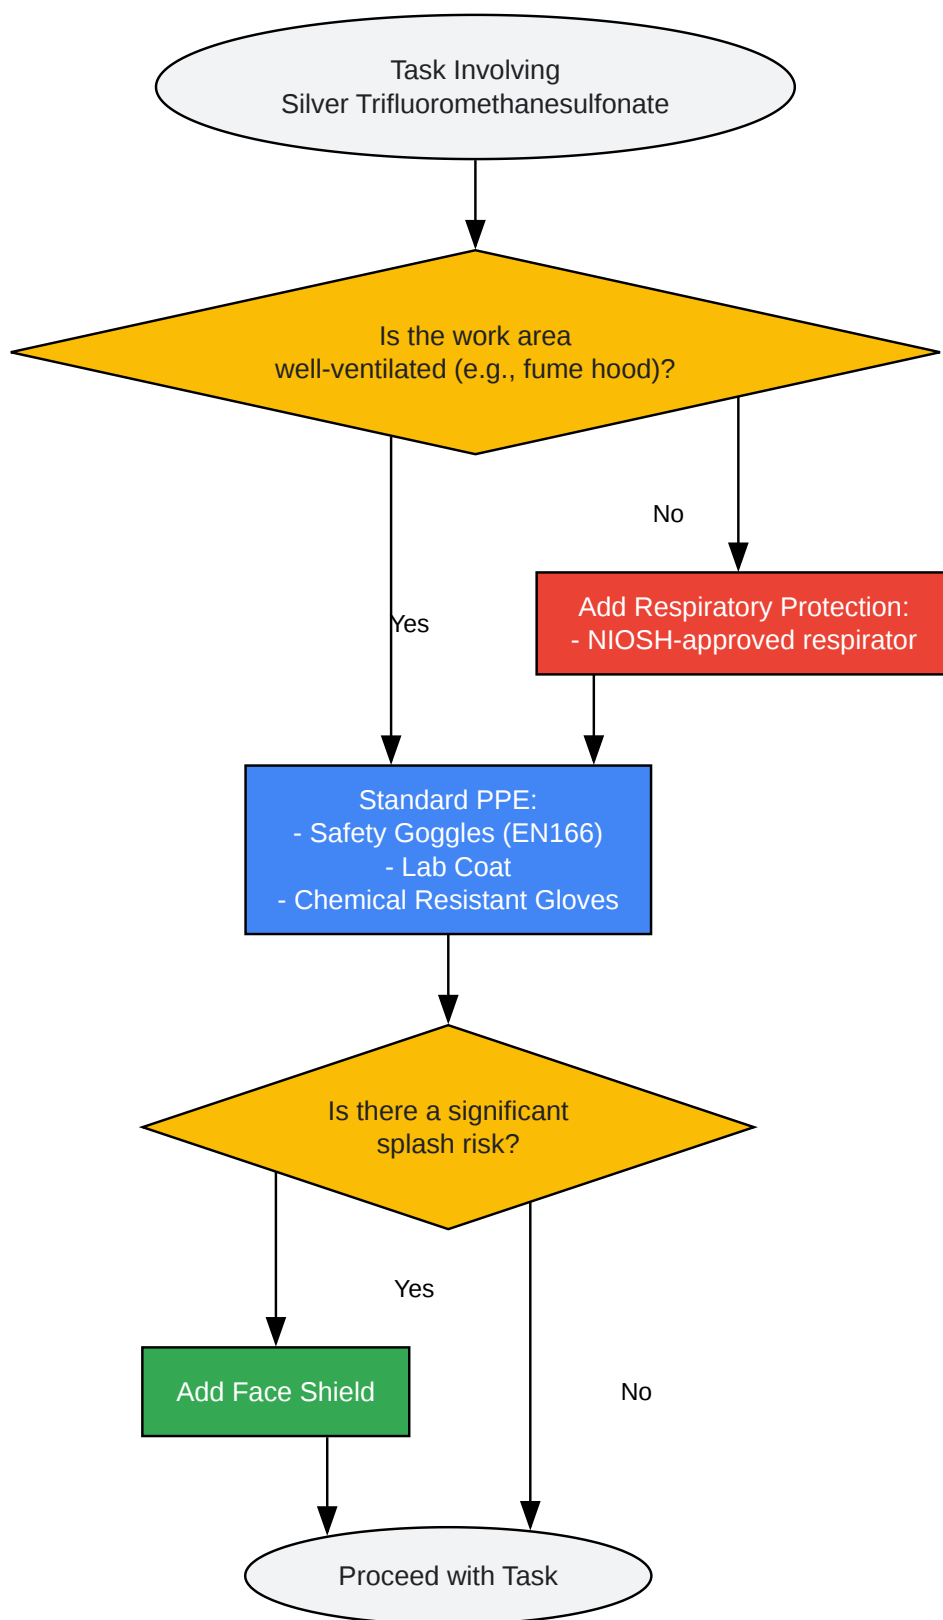 Task Involving
Silver Trifluoromethanesulfonate
Is the work area
well-ventilated (e.g., fume hood)?
No
Add Respiratory Protection:
- NIOSH-approved respirator
Yes
Standard PPE:
- Safety Goggles (EN166)
- Lab Coat
- Chemical Resistant Gloves
Is there a significant
splash risk?
Yes
Add Face Shield
No
Proceed with Task